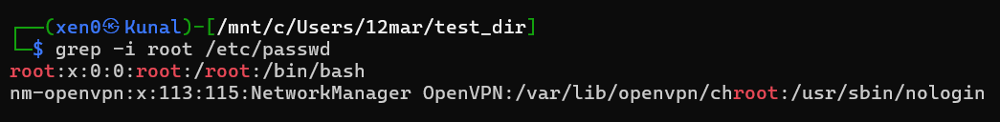 ┌──(xen0㉿Kunal)-[/mnt/c/Users/12mar/test_dir]
└─$ grep -i root /etc/passwd
root:x:0:0:root:/root:/bin/bash
nm-openvpn:x:113:115:NetworkManager OpenVPN:/var/lib/openvpn/chroot:/usr/sbin/nologin